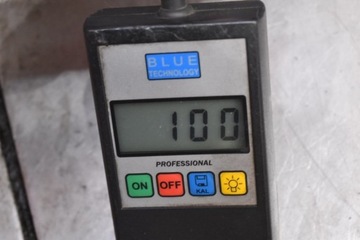 BLUE
TECHNOLOGY
100
PROFESSIONAL
ON OFF KAL